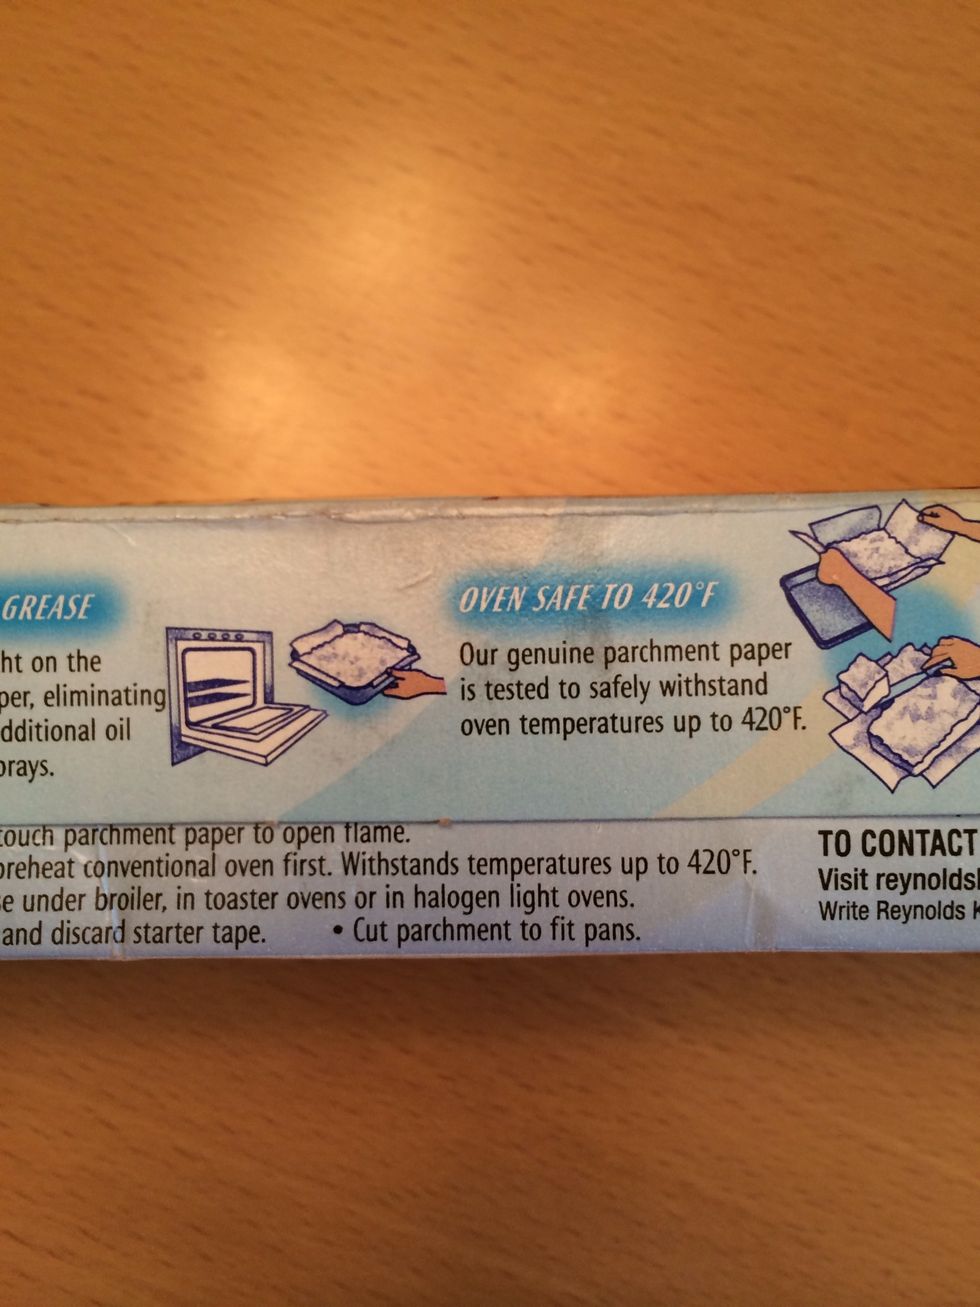 GREASE
ht on the
per, eliminating
dditional oil
prays.
OVEN SAFE TO 420°F
Our genuine parchment paper
is tested to safely withstand
oven temperatures up to 420°F.
touch parchment paper to open flame.
preheat conventional oven first. Withstands temperatures up to 420°F.
se under broiler, in toaster ovens or in halogen light ovens.
and discard starter tape. • Cut parchment to fit pans.
TO CONTACT
Visit reynoldsk
Write Reynolds K